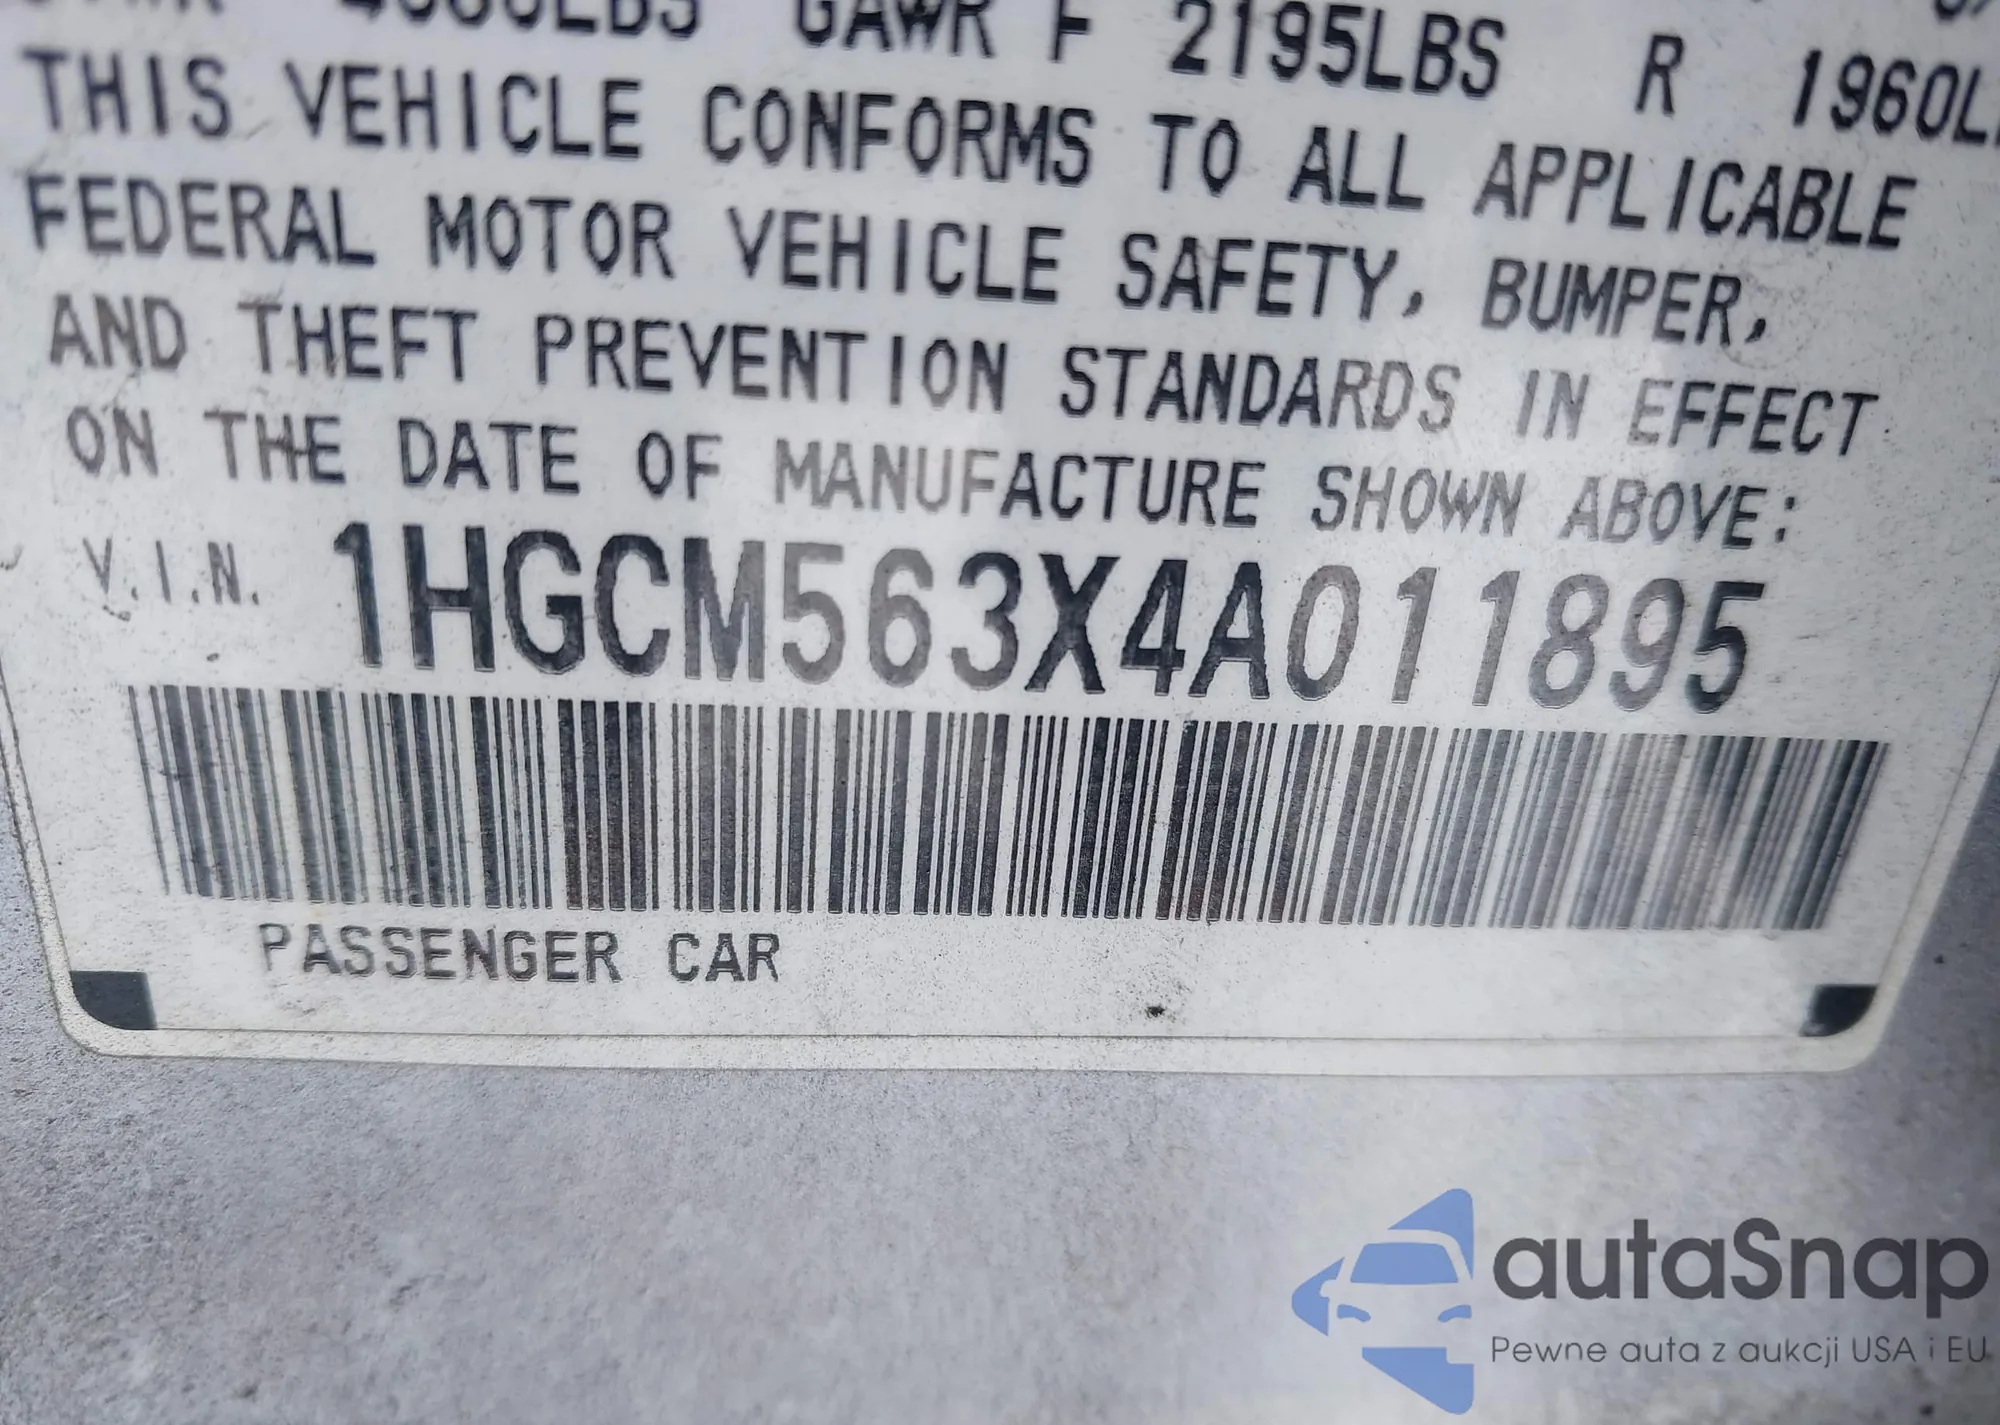 GAWR F 2195LBS R
THIS VEHICLE CONFORMS TO ALL APPLICABLE
FEDERAL MOTOR VEHICLE SAFETY, BUMPER,
AND THEFT PREVENTION STANDARDS IN EFFECT
ON THE DATE OF MANUFACTURE SHOWN ABOVE:
V.I.N. 1HGCM563X4A011895
PASSENGER CAR
autaSnap
Pewne auta z aukcji USA i EU